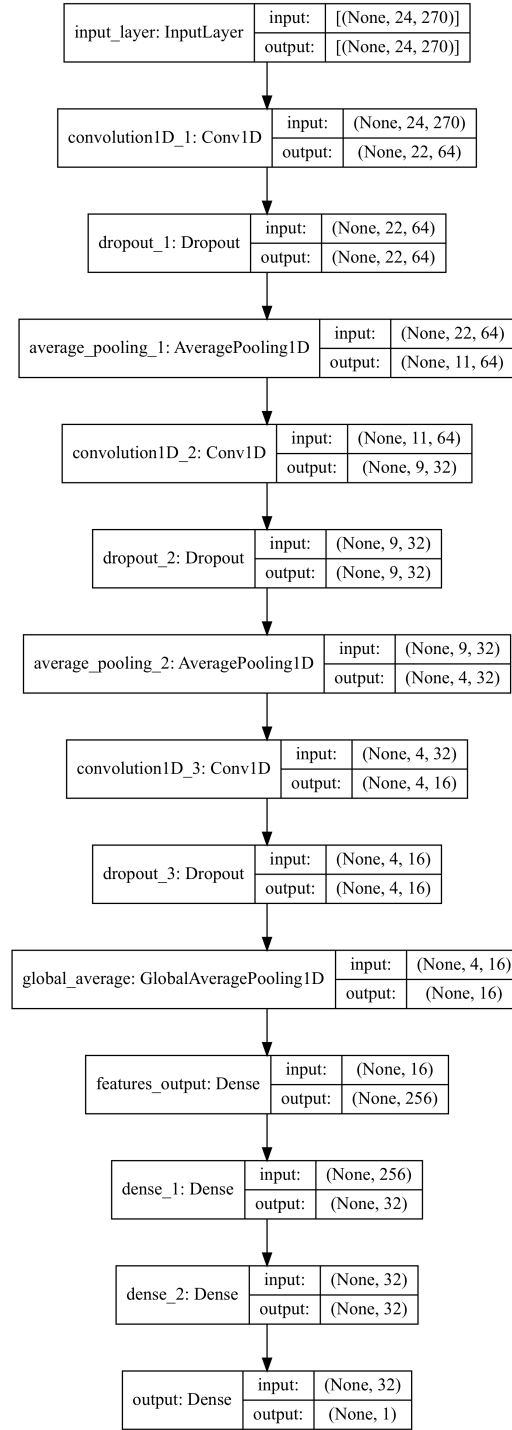 input_layer: InputLayer
input: [(None, 24, 270)]
output: [(None, 24, 270)]
convolution1D_1: Conv1D
input: (None, 24, 270)
output: (None, 22, 64)
dropout_1: Dropout
input: (None, 22, 64)
output: (None, 22, 64)
average_pooling_1: AveragePooling1D
input: (None, 22, 64)
output: (None, 11, 64)
convolution1D_2: Conv1D
input: (None, 11, 64)
output: (None, 9, 32)
dropout_2: Dropout
input: (None, 9, 32)
output: (None, 9, 32)
average_pooling_2: AveragePooling1D
input: (None, 9, 32)
output: (None, 4, 32)
convolution1D_3: Conv1D
input: (None, 4, 32)
output: (None, 4, 16)
dropout_3: Dropout
input: (None, 4, 16)
output: (None, 4, 16)
global_average: GlobalAveragePooling1D
input: (None, 4, 16)
output: (None, 16)
features_output: Dense
input: (None, 16)
output: (None, 256)
dense_1: Dense
input: (None, 256)
output: (None, 32)
dense_2: Dense
input: (None, 32)
output: (None, 32)
output: Dense
input: (None, 32)
output: (None, 1)